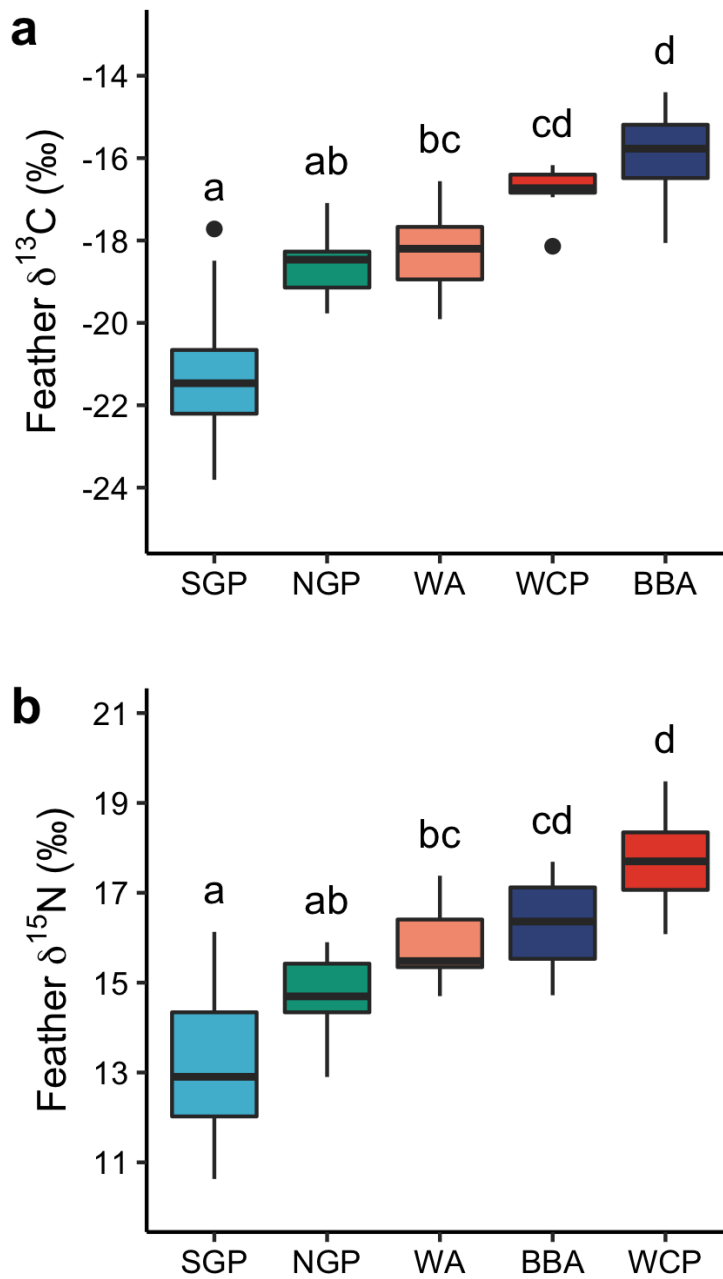 a
Feather δ¹³C (‰)
-14
-16
-18
-20
-22
-24
a
ab
bc
cd
d
SGP NGP WA WCP BBA
b
Feather δ¹⁵N (‰)
21
19
17
15
13
11
a
ab
bc
cd
d
SGP NGP WA BBA WCP